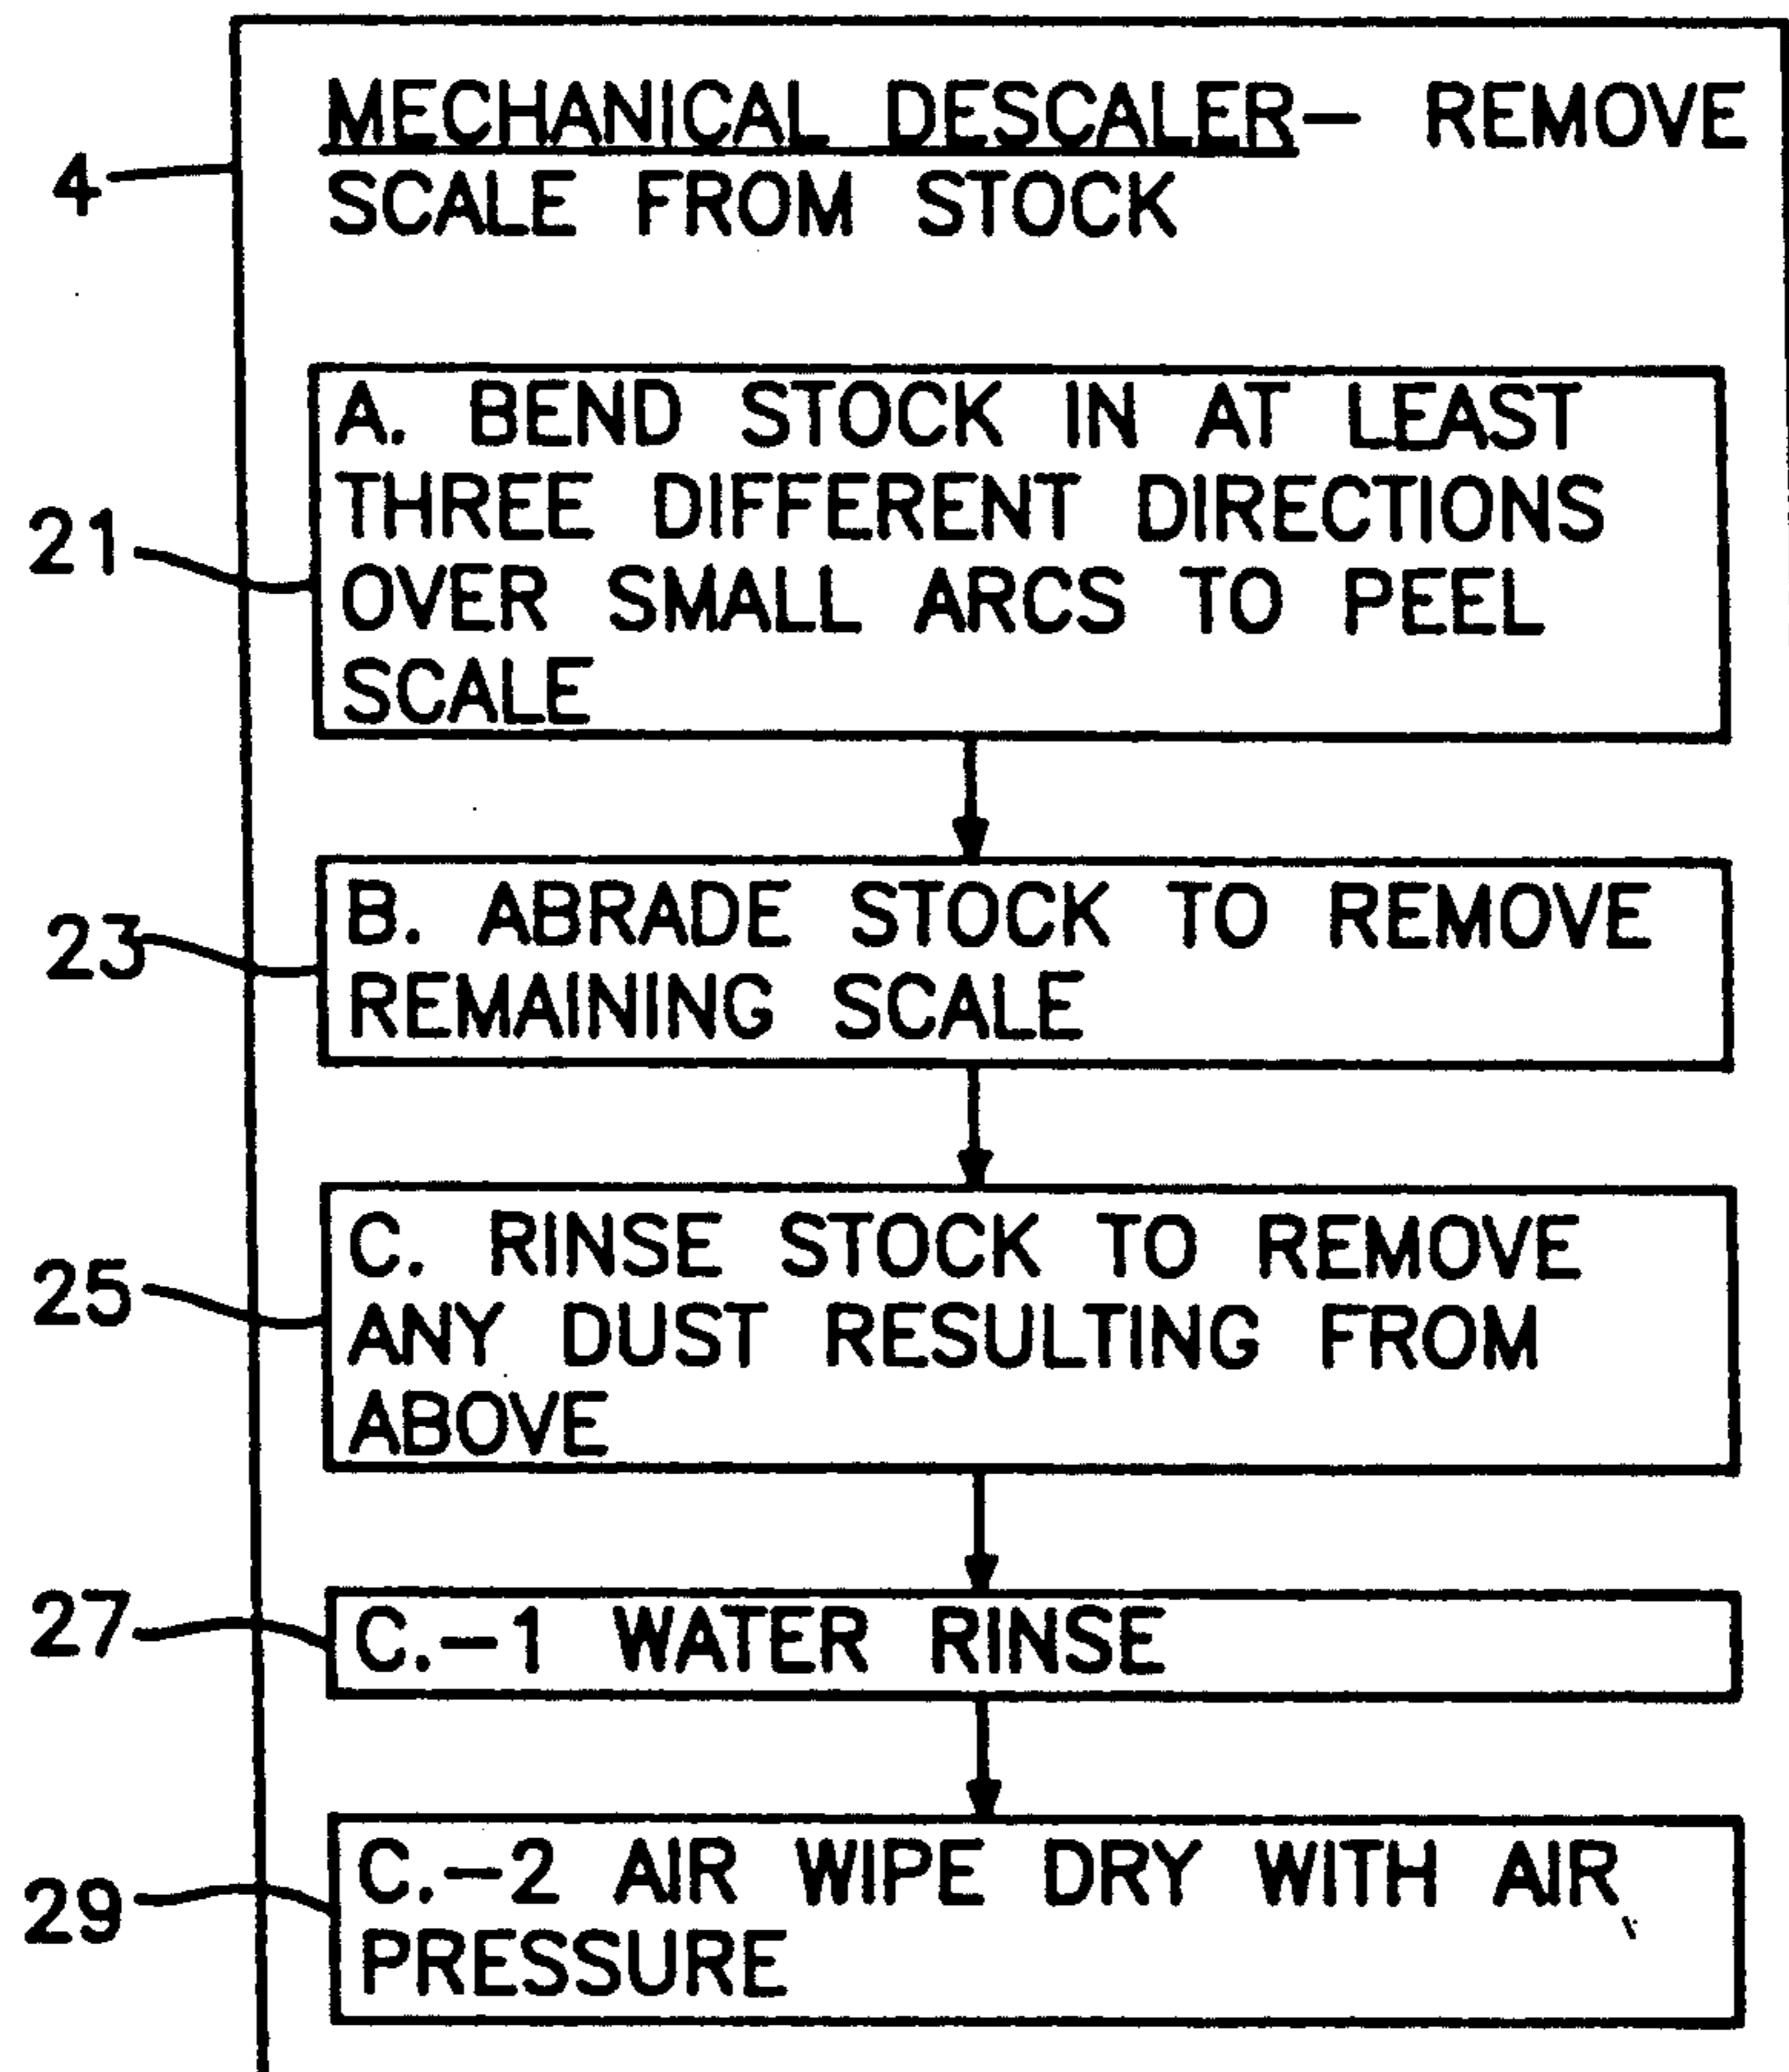 MECHANICAL DESCALER— REMOVE
4
SCALE FROM STOCK
A. BEND STOCK IN AT LEAST
THREE DIFFERENT DIRECTIONS
21
OVER SMALL ARCS TO PEEL
SCALE
B. ABRADE STOCK TO REMOVE
23
REMAINING SCALE
C. RINSE STOCK TO REMOVE
25
ANY DUST RESULTING FROM
ABOVE
27
C.—1 WATER RINSE
C.—2 AIR WIPE DRY WITH AIR
29
PRESSURE